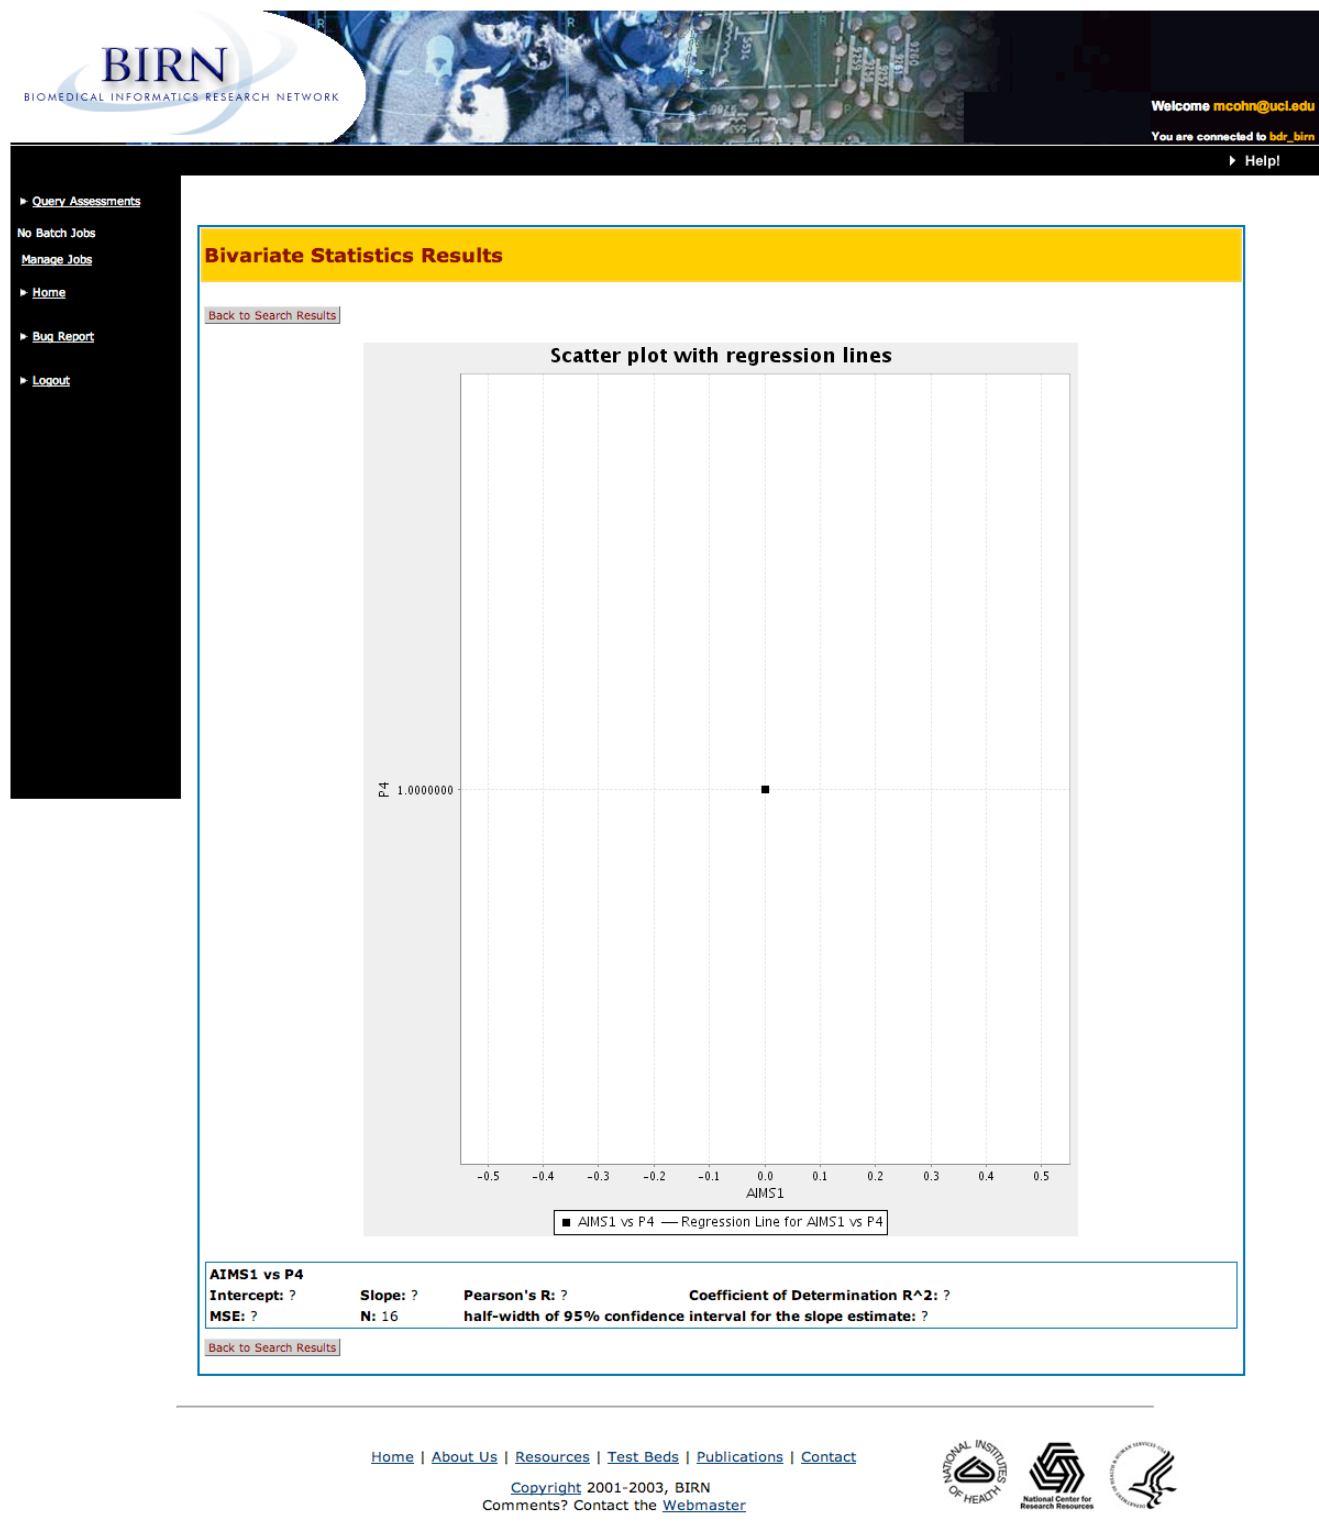 BIRN
BIOMEDICAL INFORMATICS RESEARCH NETWORK
Welcome mcohn@uci.edu
You are connected to bdr_birn
Help!
Query Assessments
No Batch Jobs
Manage Jobs
Home
Bug Report
Logout
Bivariate Statistics Results
Back to Search Results
Scatter plot with regression lines
P4
1.0000000
-0.5 -0.4 -0.3 -0.2 -0.1 0.0 0.1 0.2 0.3 0.4 0.5
AIMS1
AIMS1 vs P4 — Regression Line for AIMS1 vs P4
AIMS1 vs P4
Intercept: ? Slope: ? Pearson's R: ? Coefficient of Determination R^2: ?
MSE: ? N: 16 half-width of 95% confidence interval for the slope estimate: ?
Back to Search Results
Home | About Us | Resources | Test Beds | Publications | Contact
Copyright 2001-2003, BIRN
Comments? Contact the Webmaster
NATIONAL INSTITUTES OF HEALTH
National Center for
Research Resources